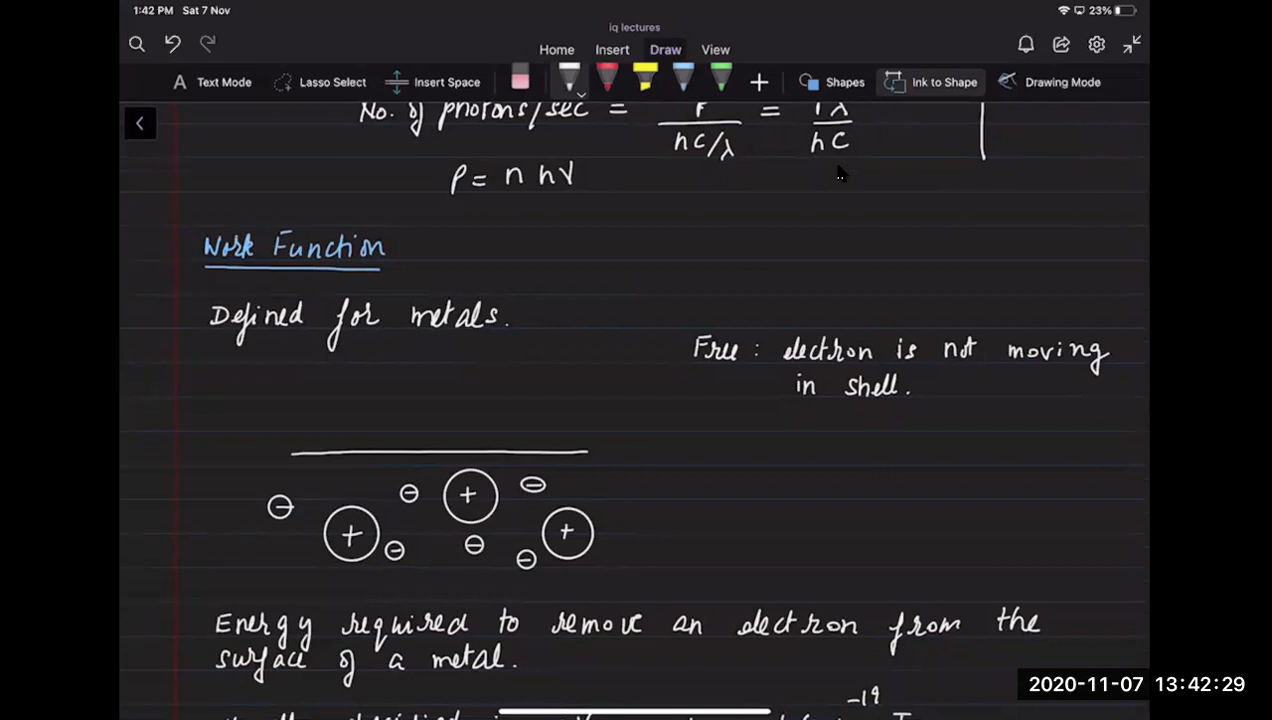 1:42 PM Sat 7 Nov
23%
iq lectures
Home Insert Draw View
Text Mode Lasso Select Insert Space Shapes Ink to Shape Drawing Mode
No. of photons/sec = P/(hC/λ) = Pλ/hC
P = n hν
Work Function
Defined for metals.
Free : electron is not moving
in shell.
⊖ + ⊖ ⊖ + ⊖ ⊖ ⊖ +
Energy required to remove an electron from the
surface of a metal.
2020-11-07 13:42:29
-19